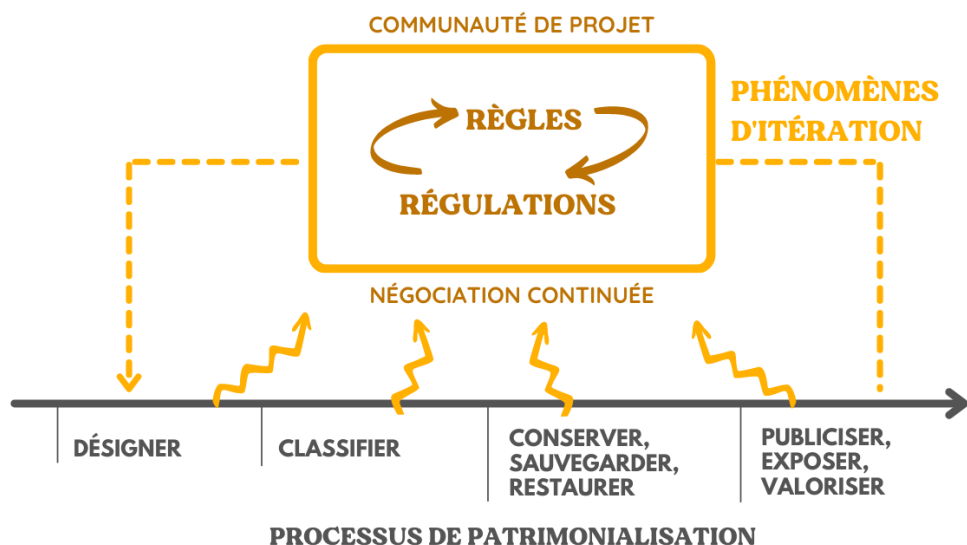 COMMUNAUTÉ DE PROJET
PHÉNOMÈNES
D'ITÉRATION
RÈGLES
RÉGULATIONS
NÉGOCIATION CONTINUÉE
DÉSIGNER
CLASSIFIER
CONSERVER,
SAUVEGARDER,
RESTAURER
PUBLICISER,
EXPOSER,
VALORISER
PROCESSUS DE PATRIMONIALISATION